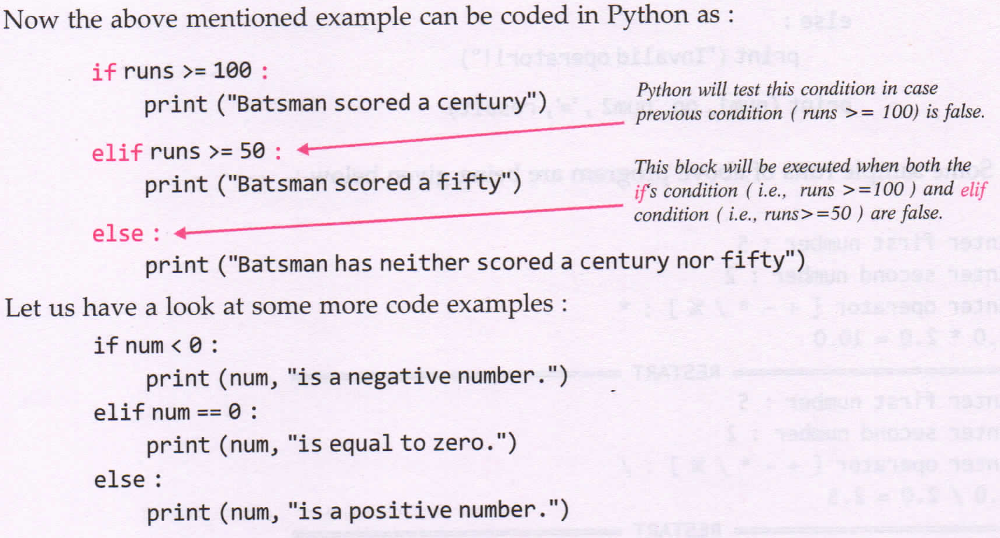 Now the above mentioned example can be coded in Python as :
if runs >= 100 :
    print ("Batsman scored a century")
Python will test this condition in case
previous condition ( runs >= 100) is false.
elif runs >= 50 :
    print ("Batsman scored a fifty")
This block will be executed when both the
if's condition ( i.e., runs >=100 ) and elif
condition ( i.e., runs>=50 ) are false.
else :
    print ("Batsman has neither scored a century nor fifty")
Let us have a look at some more code examples :
if num < 0 :
    print (num, "is a negative number.")
elif num == 0 :
    print (num, "is equal to zero.")
else :
    print (num, "is a positive number.")